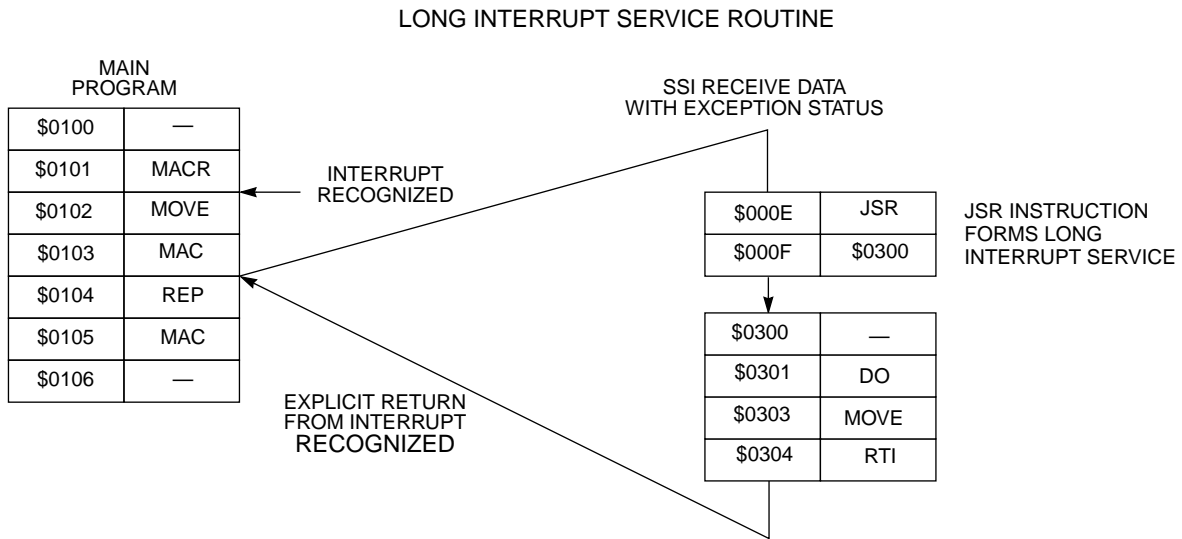 LONG INTERRUPT SERVICE ROUTINE
MAIN
PROGRAM
$0100 —
$0101 MACR
$0102 MOVE
$0103 MAC
$0104 REP
$0105 MAC
$0106 —
INTERRUPT
RECOGNIZED
SSI RECEIVE DATA
WITH EXCEPTION STATUS
$000E JSR
$000F $0300
JSR INSTRUCTION
FORMS LONG
INTERRUPT SERVICE
$0300 —
$0301 DO
$0303 MOVE
$0304 RTI
EXPLICIT RETURN
FROM INTERRUPT
RECOGNIZED